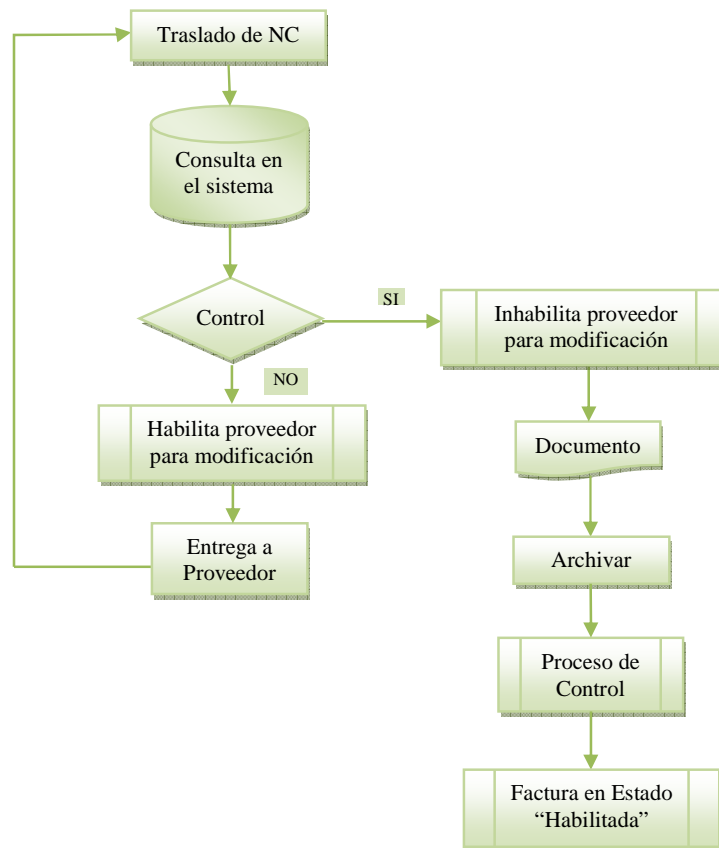 Traslado de NC
Consulta en
el sistema
Control
SI
Inhabilita proveedor
para modificación
NO
Habilita proveedor
para modificación
Documento
Entrega a
Proveedor
Archivar
Proceso de
Control
Factura en Estado
“Habilitada”